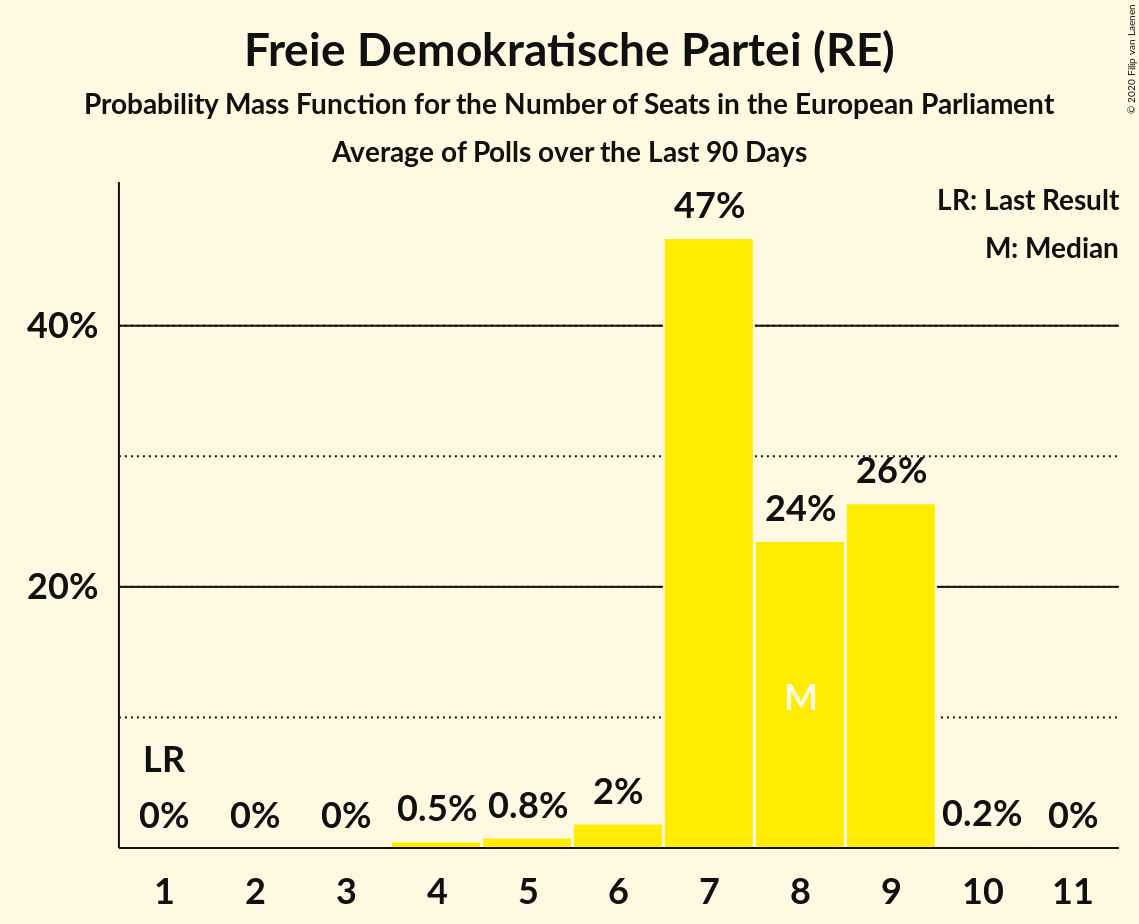 Freie Demokratische Partei (RE)
Probability Mass Function for the Number of Seats in the European Parliament
Average of Polls over the Last 90 Days
© 2020 Filip van Laenen
LR: Last Result
M: Median
47%
40%
26%
24%
20%
M
LR
0% 0% 0% 0.5% 0.8% 2% 0.2% 0%
1 2 3 4 5 6 7 8 9 10 11